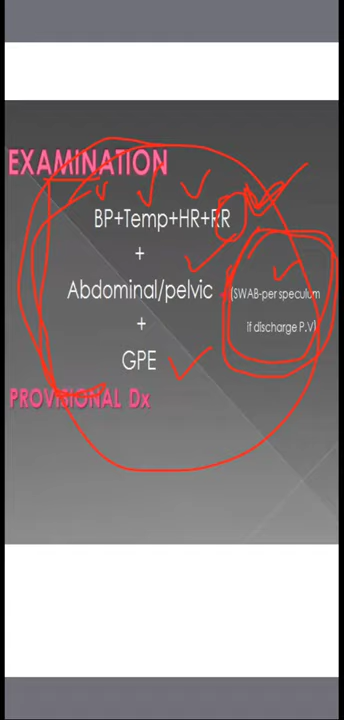 EXAMINATION
BP+Temp+HR+RR
+
Abdominal/pelvic (SWAB-per speculum
+ if discharge P.V)
GPE
PROVISIONAL Dx